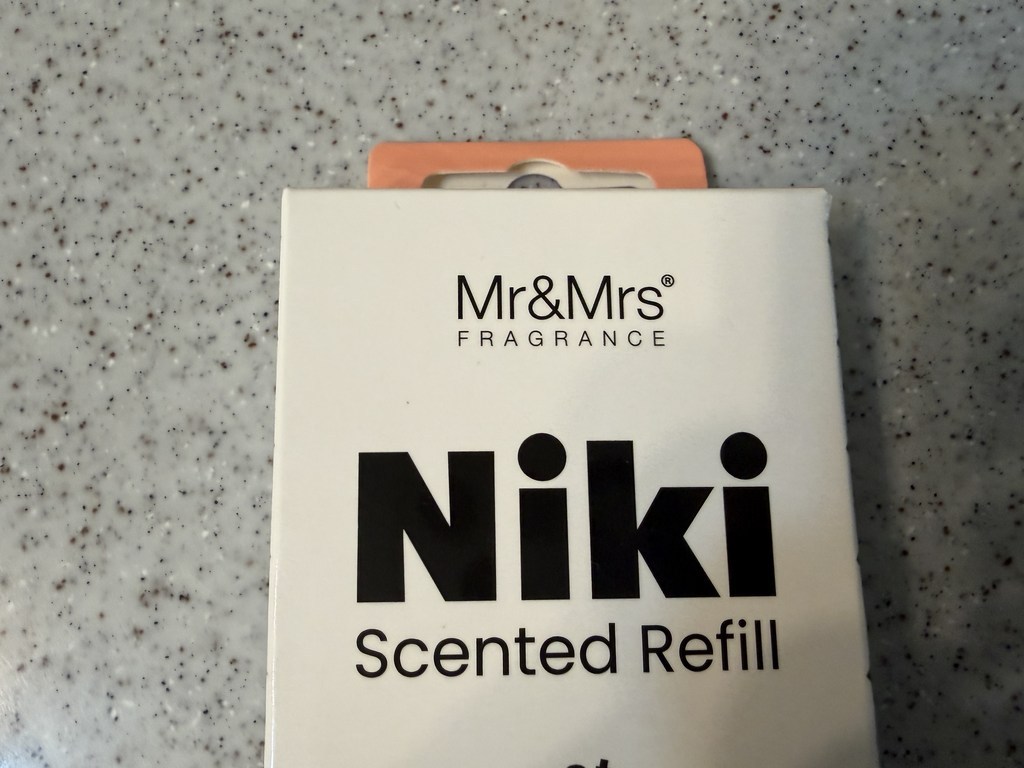 Mr&Mrs®
FRAGRANCE
Niki
Scented Refill